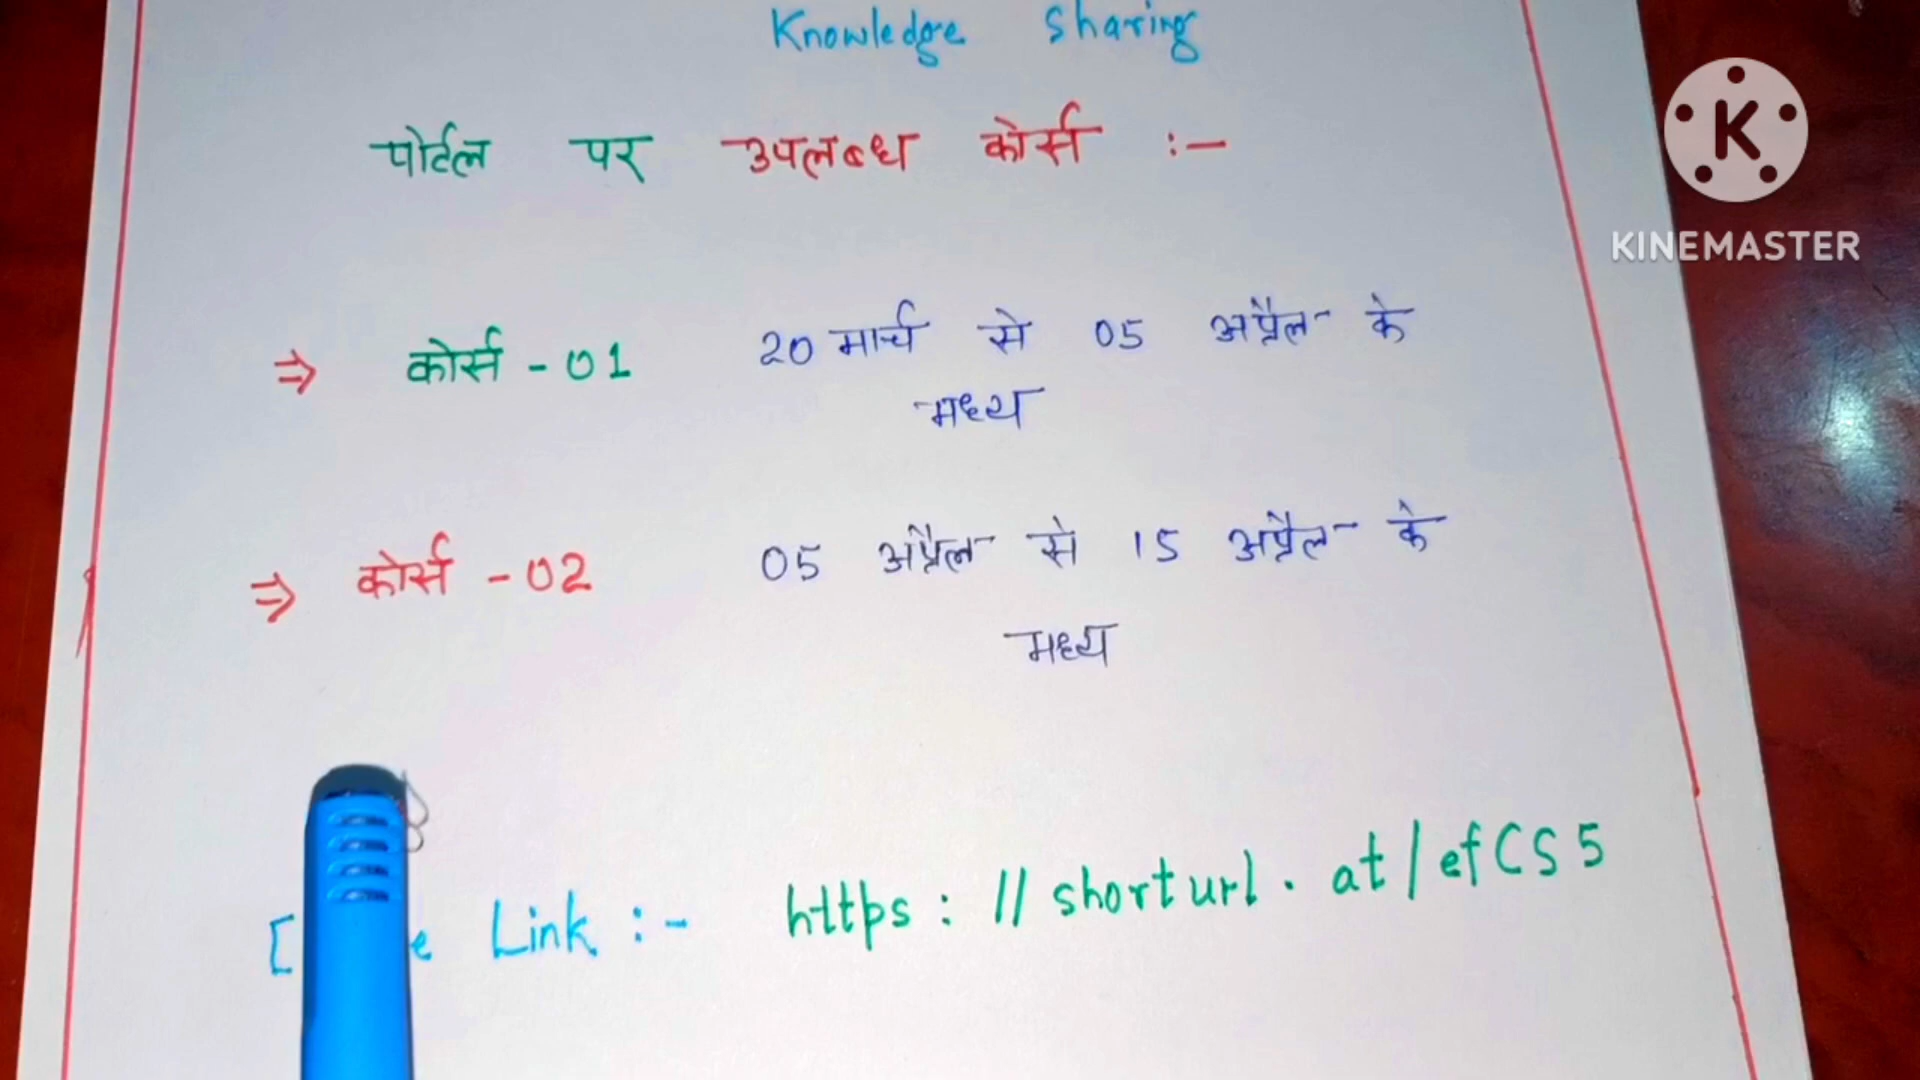 Knowledge Sharing
पोर्टल पर उपलब्ध कोर्स :-
⇒ कोर्स - 01 20 मार्च से 05 अप्रैल के
मध्य
⇒ कोर्स - 02 05 अप्रैल से 15 अप्रैल के
मध्य
Link :- https://shorturl.at/efCS5
K
KINEMASTER